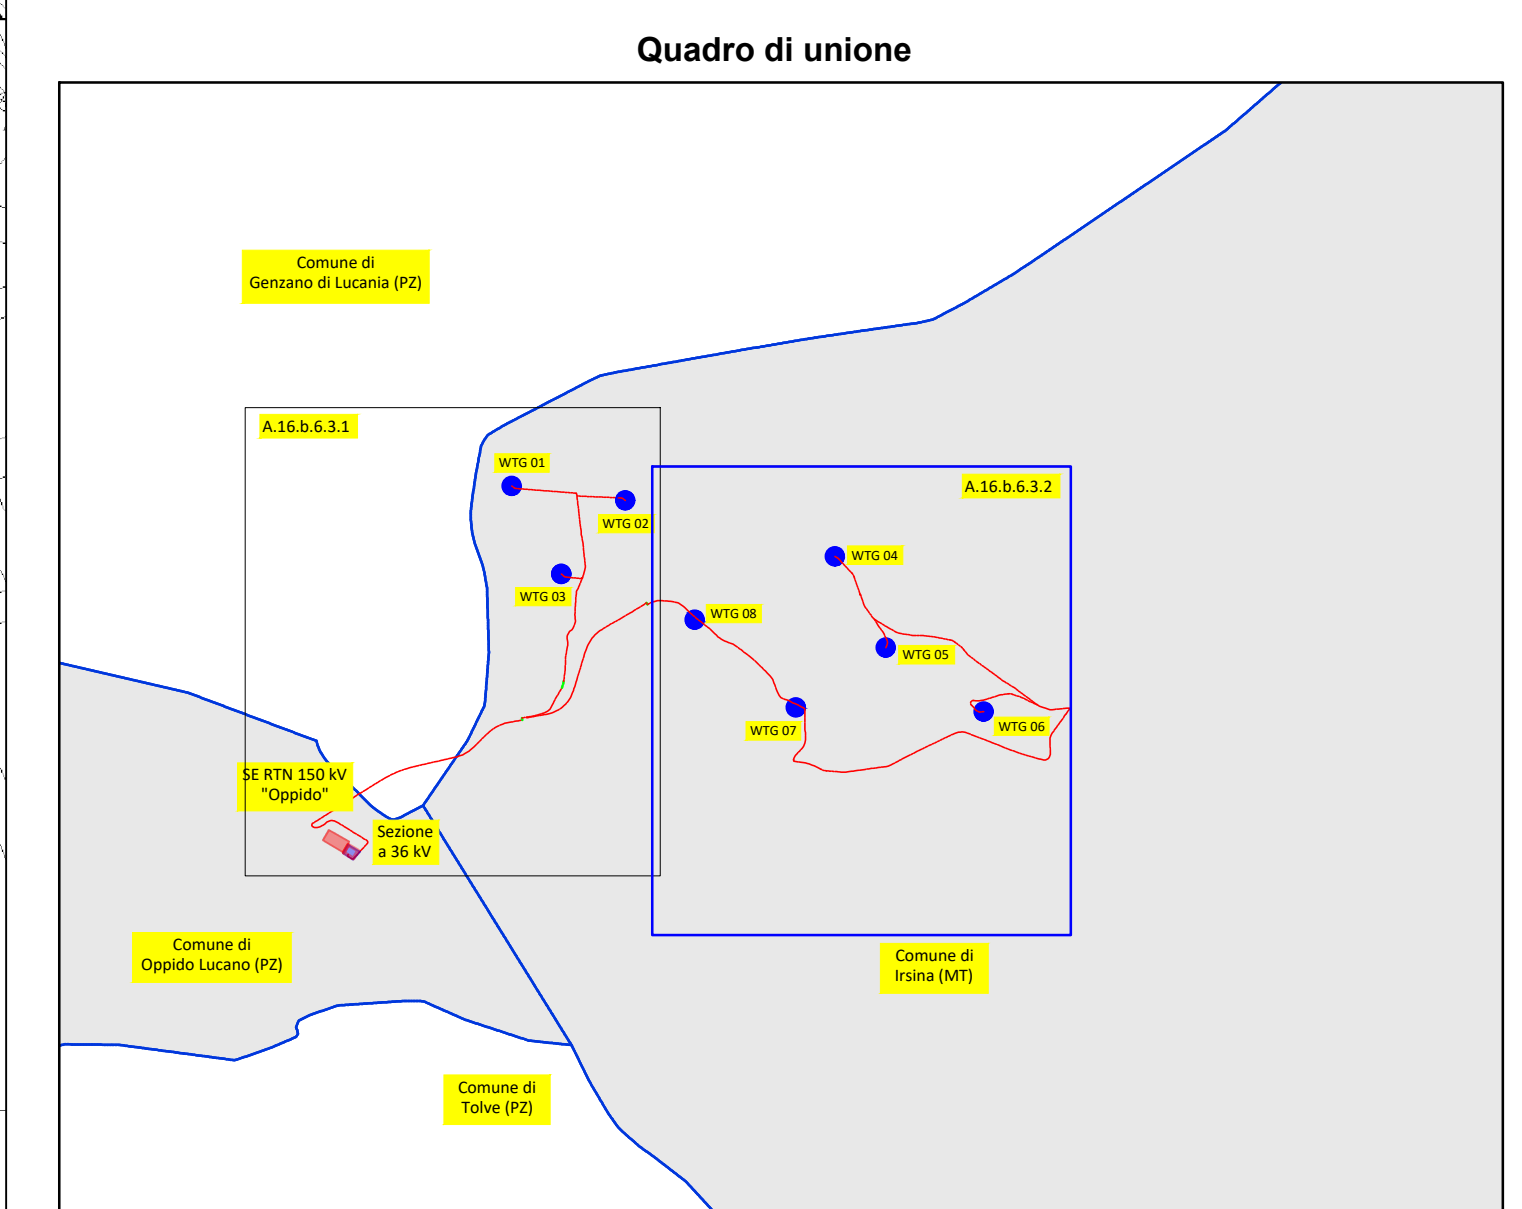 Quadro di unione
Comune di
Genzano di Lucania (PZ)
A.16.b.6.3.1
WTG 01
A.16.b.6.3.2
WTG 02
WTG 04
WTG 03
WTG 08
WTG 05
WTG 07
WTG 06
SE RTN 150 kV
"Oppido"
Sezione
a 36 kV
Comune di
Oppido Lucano (PZ)
Comune di
Irsina (MT)
Comune di
Tolve (PZ)